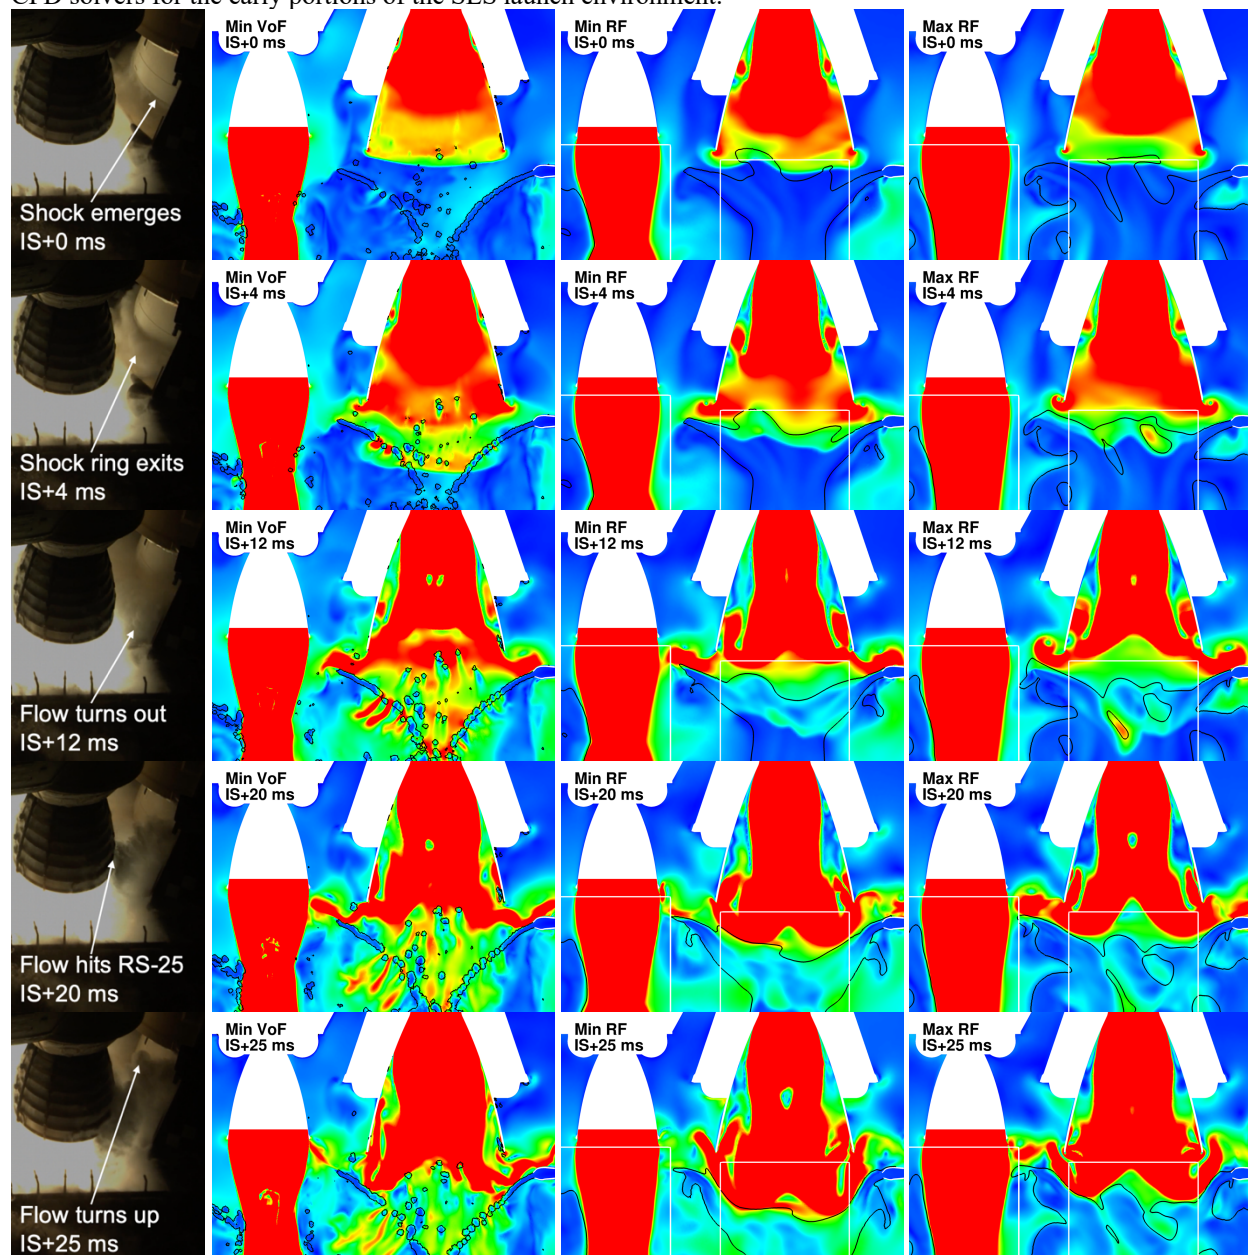 CFD solvers for the early portions of the SLS launch environment.
Shock emerges
IS+0 ms
Min VoF
IS+0 ms
Min RF
IS+0 ms
Max RF
IS+0 ms
Shock ring exits
IS+4 ms
Min VoF
IS+4 ms
Min RF
IS+4 ms
Max RF
IS+4 ms
Flow turns out
IS+12 ms
Min VoF
IS+12 ms
Min RF
IS+12 ms
Max RF
IS+12 ms
Flow hits RS-25
IS+20 ms
Min VoF
IS+20 ms
Min RF
IS+20 ms
Max RF
IS+20 ms
Flow turns up
IS+25 ms
Min VoF
IS+25 ms
Min RF
IS+25 ms
Max RF
IS+25 ms